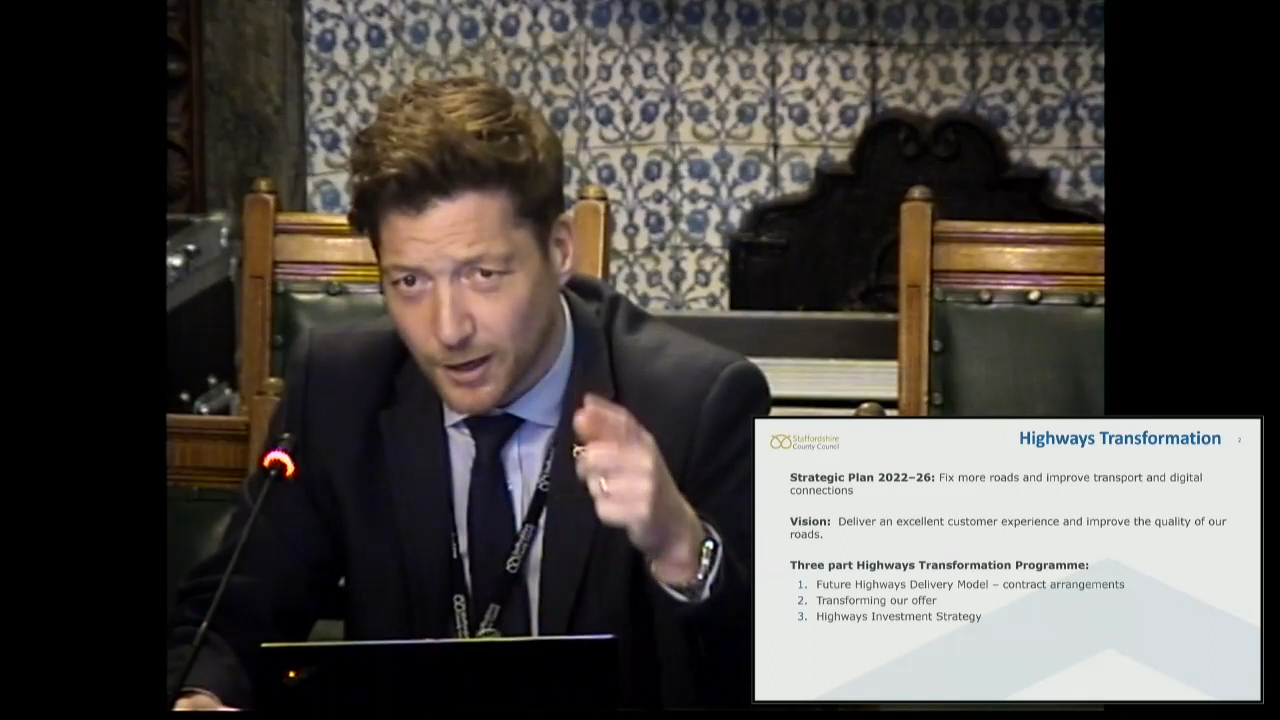 Staffordshire
County Council
Highways Transformation
2
Strategic Plan 2022–26: Fix more roads and improve transport and digital
connections
Vision: Deliver an excellent customer experience and improve the quality of our
roads.
Three part Highways Transformation Programme:
1. Future Highways Delivery Model – contract arrangements
2. Transforming our offer
3. Highways Investment Strategy